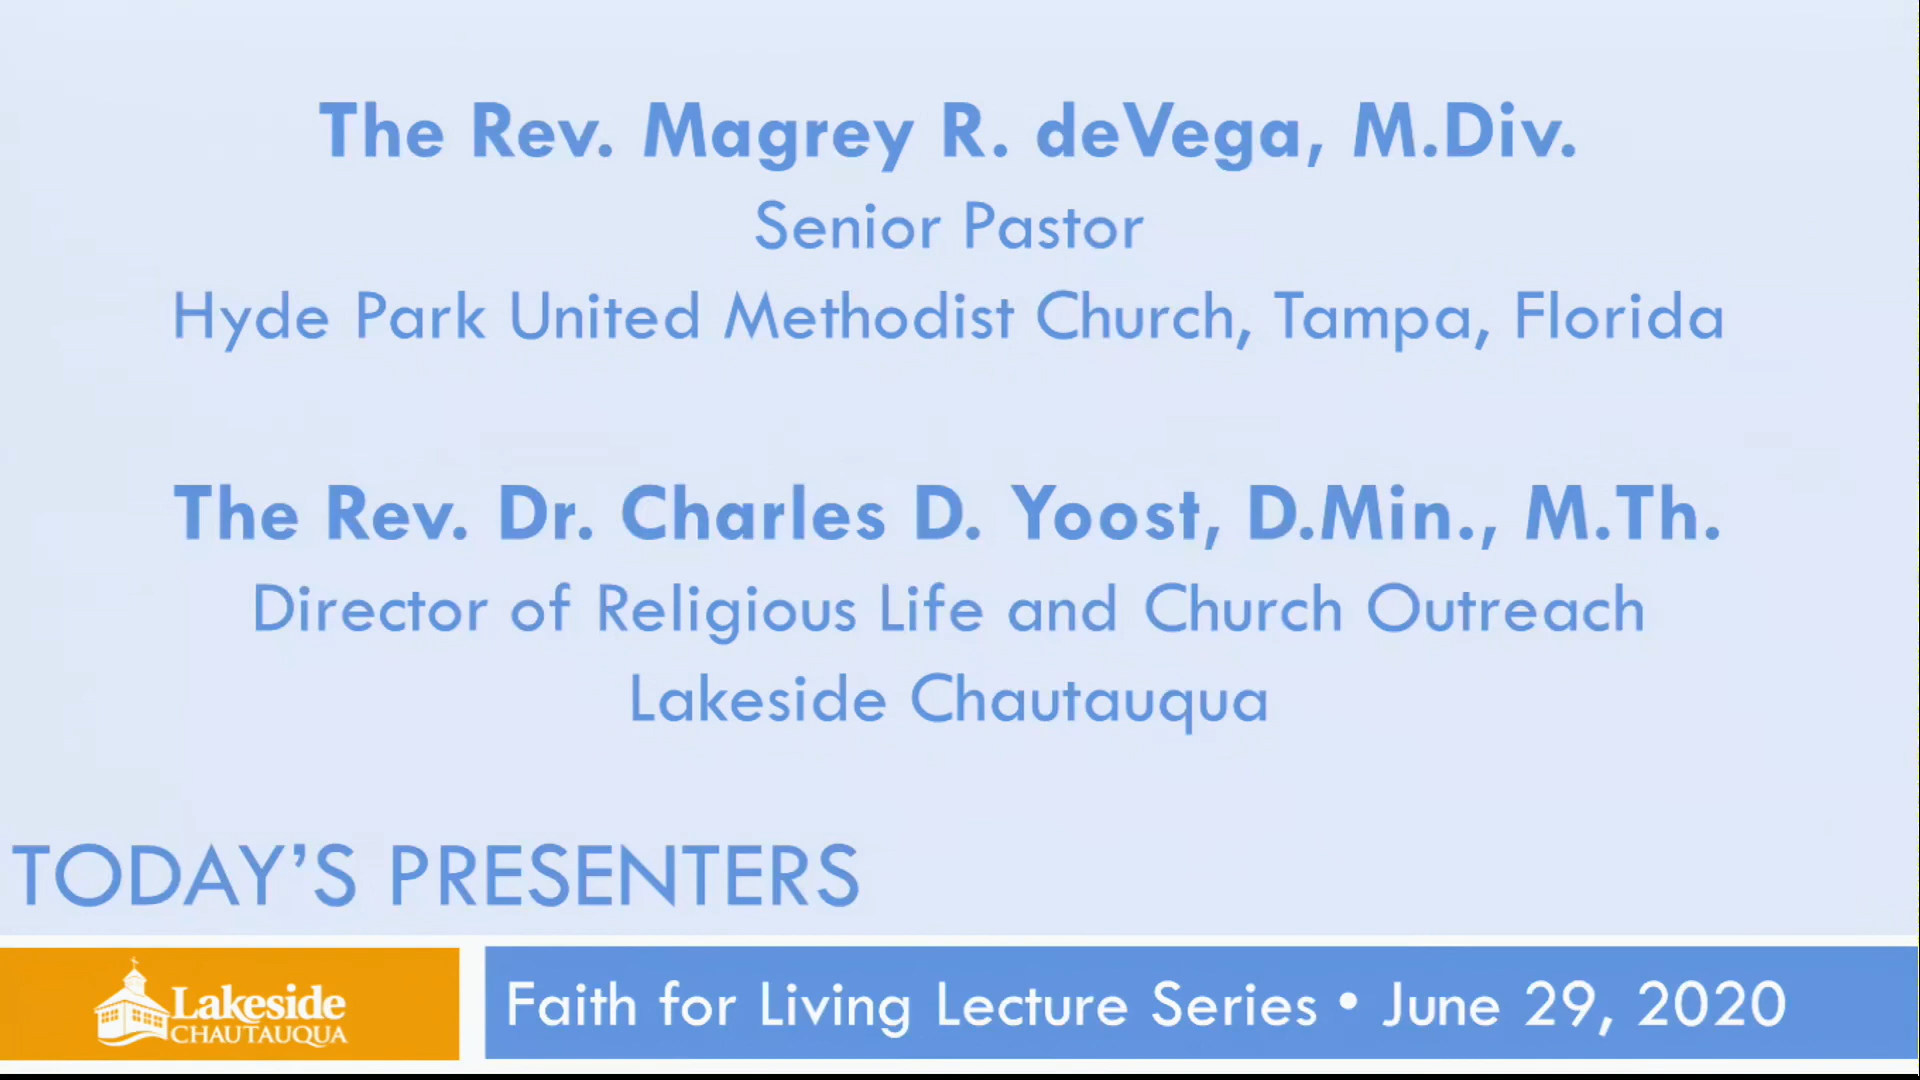 The Rev. Magrey R. deVega, M.Div.
Senior Pastor
Hyde Park United Methodist Church, Tampa, Florida
The Rev. Dr. Charles D. Yoost, D.Min., M.Th.
Director of Religious Life and Church Outreach
Lakeside Chautauqua
TODAY’S PRESENTERS
Lakeside
CHAUTAUQUA
Faith for Living Lecture Series • June 29, 2020